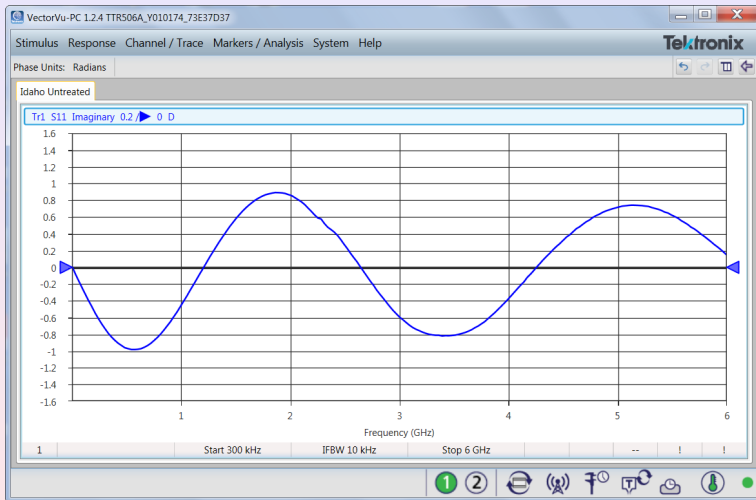 VectorVu-PC 1.2.4 TTR506A_Y010174_73E37D37
Stimulus Response Channel / Trace Markers / Analysis System Help
Tektronix
Phase Units: Radians
Idaho Untreated
Tr1 S11 Imaginary 0.2 / 0 D
1.6
1.4
1.2
1
0.8
0.6
0.4
0.2
0
-0.2
-0.4
-0.6
-0.8
-1
-1.2
-1.4
-1.6
1 2 3 4 5 6
Frequency (GHz)
1 Start 300 kHz IFBW 10 kHz Stop 6 GHz -- ! !
1 2 T